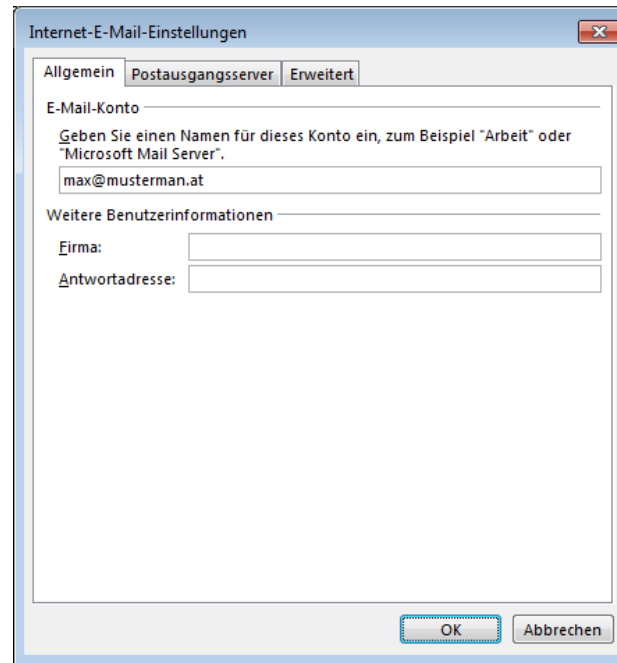 Internet-E-Mail-Einstellungen
Allgemein Postausgangsserver Erweitert
E-Mail-Konto
Geben Sie einen Namen für dieses Konto ein, zum Beispiel "Arbeit" oder
"Microsoft Mail Server".
max@musterman.at
Weitere Benutzerinformationen
Firma:
Antwortadresse:
OK Abbrechen